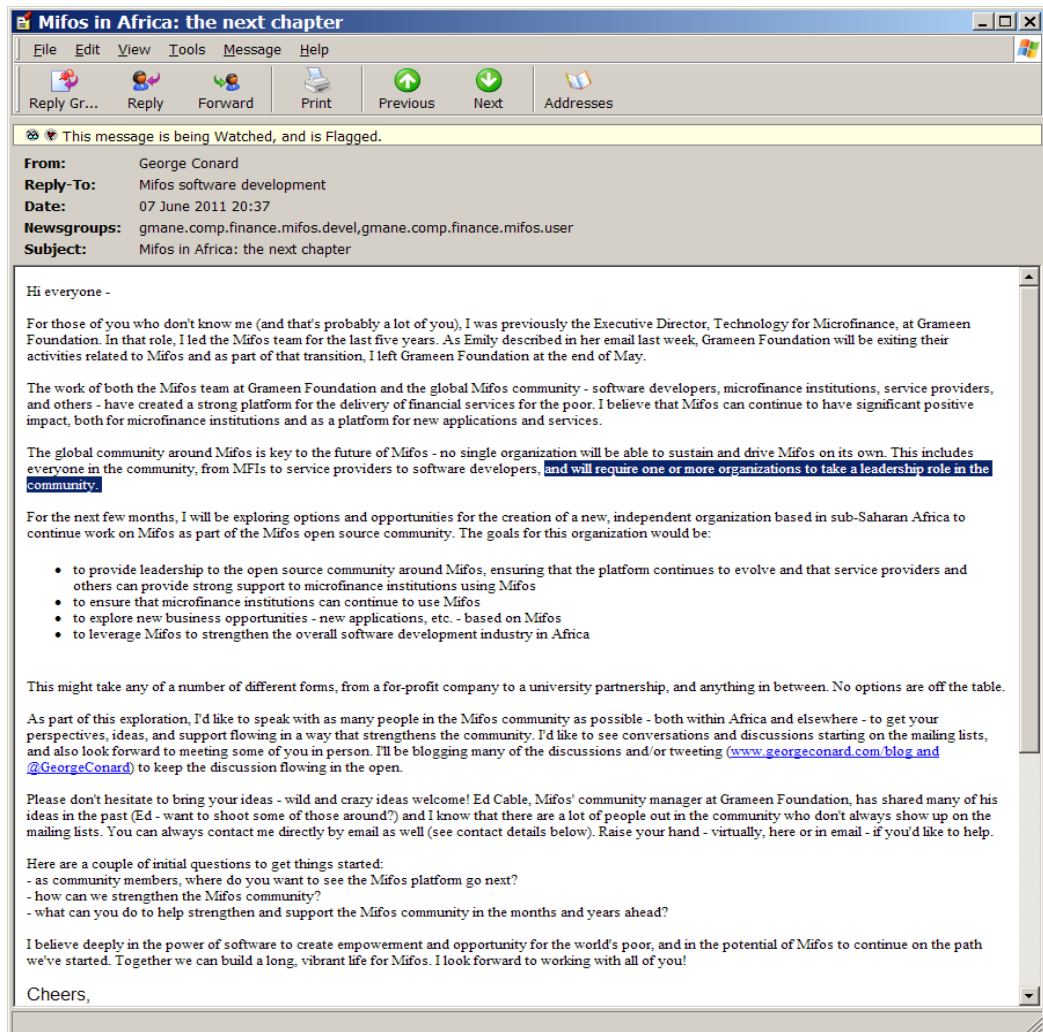 Mifos in Africa: the next chapter
File Edit View Tools Message Help
Reply Gr... Reply Forward Print Previous Next Addresses
This message is being Watched, and is Flagged.
From: George Conard
Reply-To: Mifos software development
Date: 07 June 2011 20:37
Newsgroups: gmane.comp.finance.mifos.devel,gmane.comp.finance.mifos.user
Subject: Mifos in Africa: the next chapter
Hi everyone -
For those of you who don't know me (and that's probably a lot of you), I was previously the Executive Director, Technology for Microfinance, at Grameen
Foundation. In that role, I led the Mifos team for the last five years. As Emily described in her email last week, Grameen Foundation will be exiting their
activities related to Mifos and as part of that transition, I left Grameen Foundation at the end of May.
The work of both the Mifos team at Grameen Foundation and the global Mifos community - software developers, microfinance institutions, service providers,
and others - have created a strong platform for the delivery of financial services for the poor. I believe that Mifos can continue to have significant positive
impact, both for microfinance institutions and as a platform for new applications and services.
The global community around Mifos is key to the future of Mifos - no single organization will be able to sustain and drive Mifos on its own. This includes
everyone in the community, from MFIs to service providers to software developers, and will require one or more organizations to take a leadership role in the
community.
For the next few months, I will be exploring options and opportunities for the creation of a new, independent organization based in sub-Saharan Africa to
continue work on Mifos as part of the Mifos open source community. The goals for this organization would be:
• to provide leadership to the open source community around Mifos, ensuring that the platform continues to evolve and that service providers and
others can provide strong support to microfinance institutions using Mifos
• to ensure that microfinance institutions can continue to use Mifos
• to explore new business opportunities - new applications, etc. - based on Mifos
• to leverage Mifos to strengthen the overall software development industry in Africa
This might take any of a number of different forms, from a for-profit company to a university partnership, and anything in between. No options are off the table.
As part of this exploration, I'd like to speak with as many people in the Mifos community as possible - both within Africa and elsewhere - to get your
perspectives, ideas, and support flowing in a way that strengthens the community. I'd like to see conversations and discussions starting on the mailing lists,
and also look forward to meeting some of you in person. I'll be blogging many of the discussions and/or tweeting (www.georgeconard.com/blog and
@GeorgeConard) to keep the discussion flowing in the open.
Please don't hesitate to bring your ideas - wild and crazy ideas welcome! Ed Cable, Mifos' community manager at Grameen Foundation, has shared many of his
ideas in the past (Ed - want to shoot some of those around?) and I know that there are a lot of people out in the community who don't always show up on the
mailing lists. You can always contact me directly by email as well (see contact details below). Raise your hand - virtually, here or in email - if you'd like to help.
Here are a couple of initial questions to get things started:
- as community members, where do you want to see the Mifos platform go next?
- how can we strengthen the Mifos community?
- what can you do to help strengthen and support the Mifos community in the months and years ahead?
I believe deeply in the power of software to create empowerment and opportunity for the world's poor, and in the potential of Mifos to continue on the path
we've started. Together we can build a long, vibrant life for Mifos. I look forward to working with all of you!
Cheers,